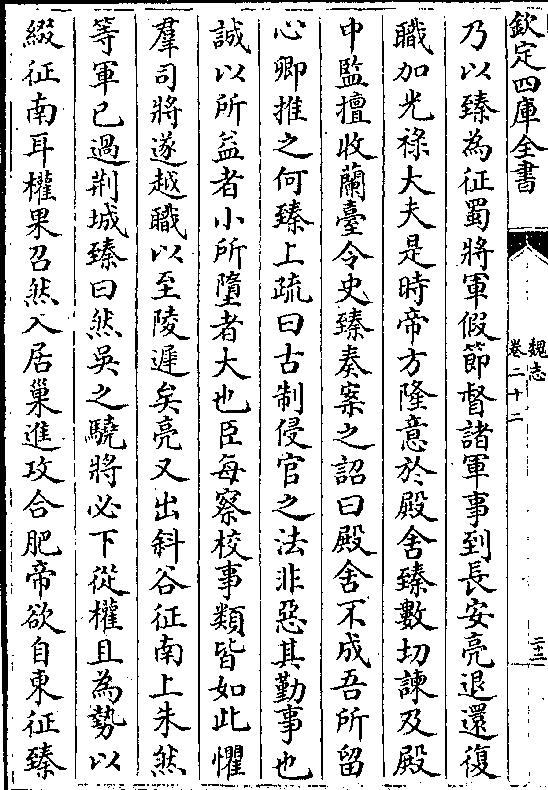 欽定四庫全書
魏志
卷二十二
二十三
乃以臻為征蜀將軍假節督諸軍事到長安亮退還復
職加光祿大夫是時帝方隆意於殿舍臻數切諫及殿
中監擅收蘭臺令史臻奏案之詔曰殿舍不成吾所留
心卿推之何臻上疏曰古制侵官之法非惡其勤事也
誠以所益者小所墮者大也臣每察校事類皆如此懼
羣司將遂越職以至陵遲矣亮又出斜谷征南上朱然
等軍已過荆城臻曰然吳之驍將必下從權且為勢以
綴征南耳權果召然入居巢進攻合肥帝欲自東征臻